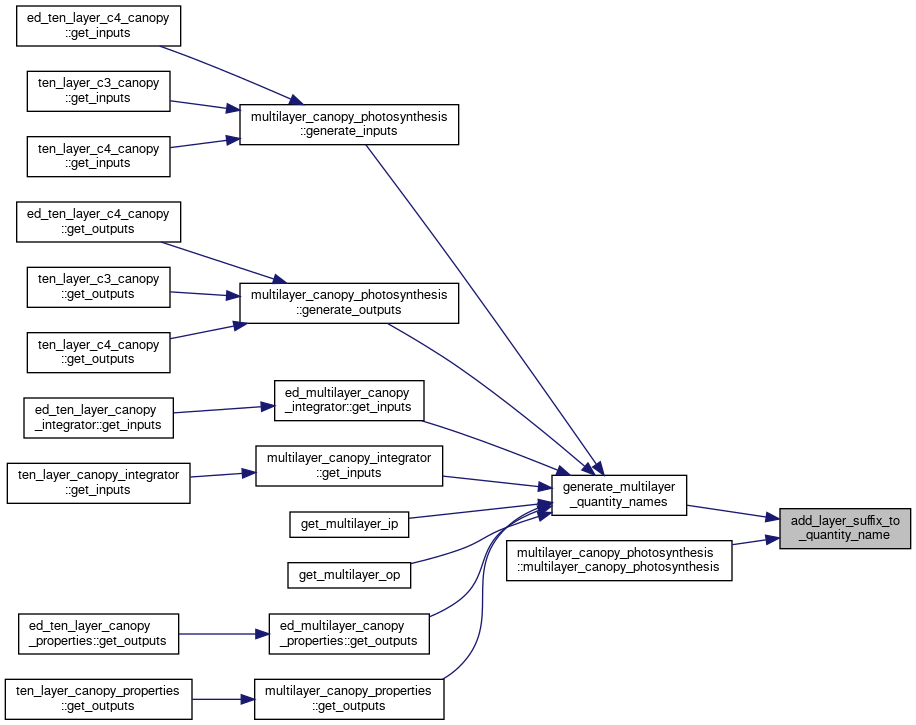 ed_ten_layer_c4_canopy
::get_inputs
ten_layer_c3_canopy
::get_inputs
ten_layer_c4_canopy
::get_inputs
multilayer_canopy_photosynthesis
::generate_inputs
ed_ten_layer_c4_canopy
::get_outputs
ten_layer_c3_canopy
::get_outputs
ten_layer_c4_canopy
::get_outputs
multilayer_canopy_photosynthesis
::generate_outputs
ed_ten_layer_canopy
_integrator::get_inputs
ed_multilayer_canopy
_integrator::get_inputs
ten_layer_canopy_integrator
::get_inputs
multilayer_canopy_integrator
::get_inputs
get_multilayer_ip
get_multilayer_op
ed_ten_layer_canopy
_properties::get_outputs
ed_multilayer_canopy
_properties::get_outputs
ten_layer_canopy_properties
::get_outputs
multilayer_canopy_properties
::get_outputs
generate_multilayer
_quantity_names
multilayer_canopy_photosynthesis
::multilayer_canopy_photosynthesis
add_layer_suffix_to
_quantity_name